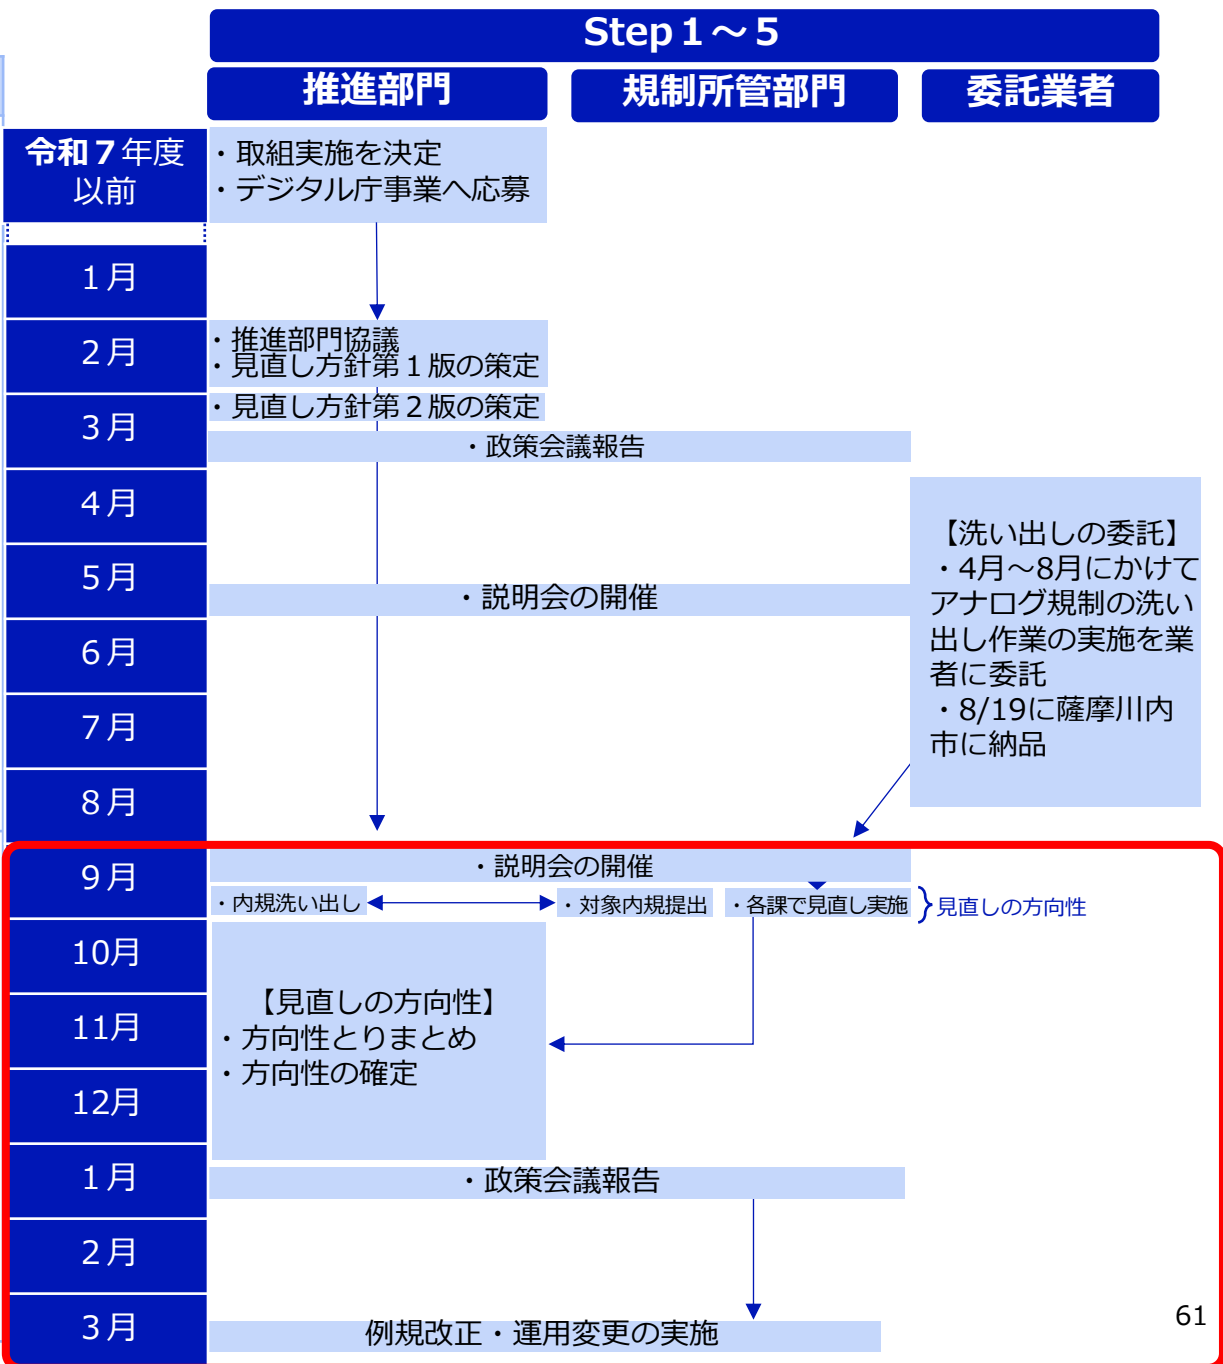 Step１～５
推進部門
規制所管部門
委託業者
令和７年度
以前
・取組実施を決定
・デジタル庁事業へ応募
１月
２月
・推進部門協議
・見直し方針第１版の策定
３月
・見直し方針第２版の策定
・政策会議報告
４月
【洗い出しの委託】
・4月～8月にかけて
アナログ規制の洗い
出し作業の実施を業
者に委託
・8/19に薩摩川内
市に納品
５月
・説明会の開催
６月
７月
８月
９月
・説明会の開催
・内規洗い出し
・対象内規提出
・各課で見直し実施
見直しの方向性
10月
【見直しの方向性】
・方向性とりまとめ
・方向性の確定
11月
12月
１月
・政策会議報告
２月
３月
例規改正・運用変更の実施
61